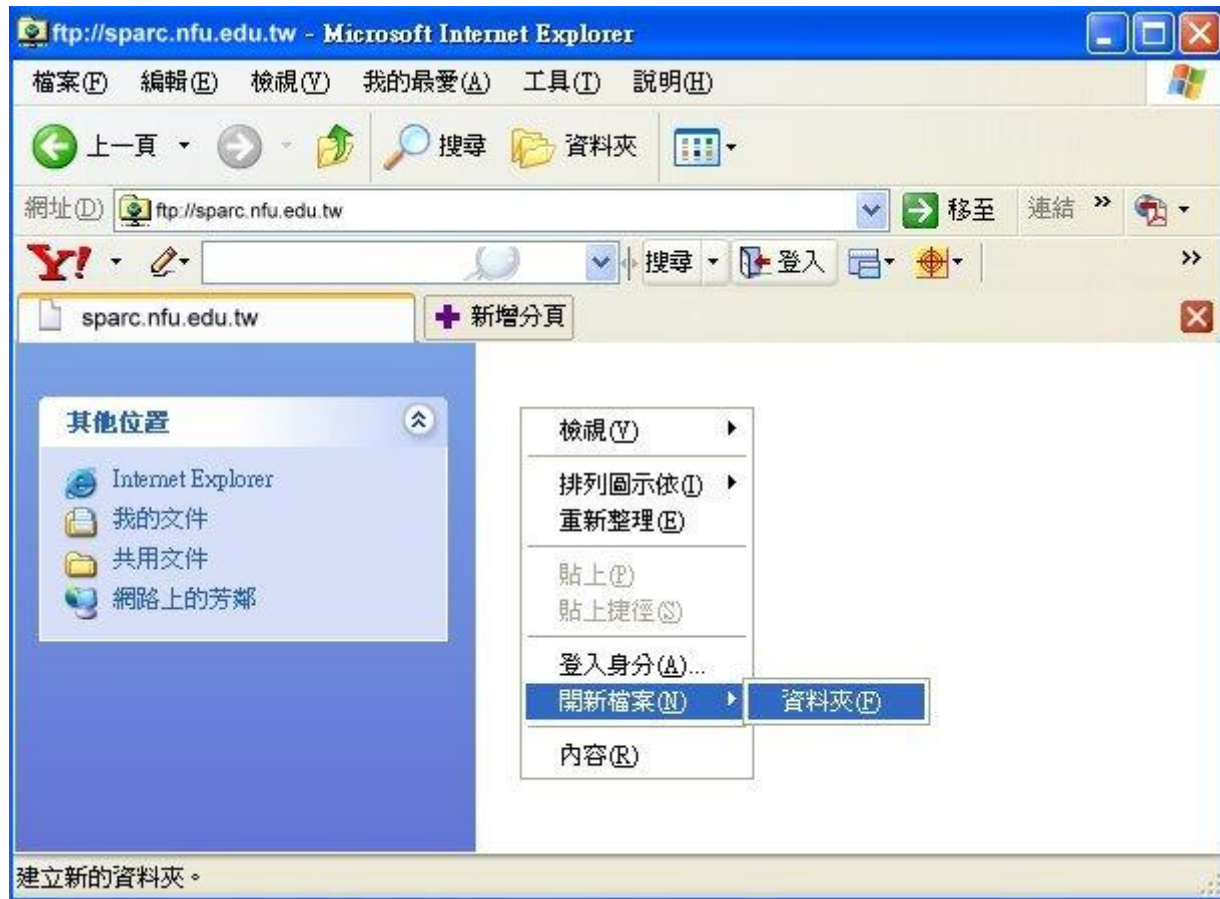 ftp://sparc.nfu.edu.tw - Microsoft Internet Explorer
檔案(F) 編輯(E) 檢視(V) 我的最愛(A) 工具(T) 說明(H)
上一頁 搜尋 資料夾
網址(D) ftp://sparc.nfu.edu.tw 移至 連結 »
Y! 搜尋 登入 »
sparc.nfu.edu.tw 新增分頁
其他位置
Internet Explorer
我的文件
共用文件
網路上的芳鄰
檢視(V)
排列圖示依(I)
重新整理(E)
貼上(P)
貼上捷徑(S)
登入身分(A)...
開新檔案(N) 資料夾(F)
內容(R)
建立新的資料夾。